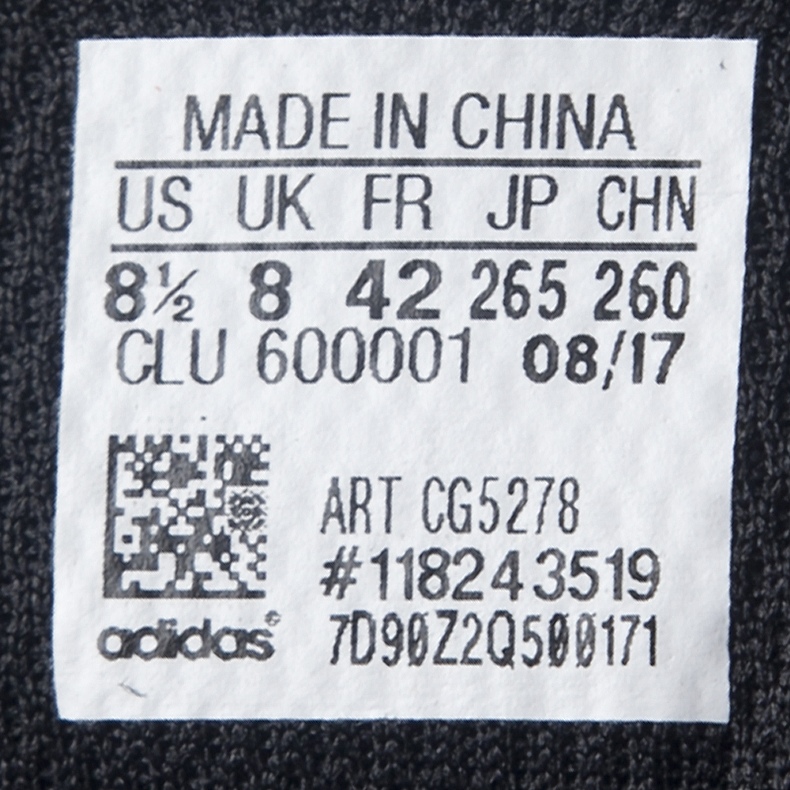 MADE IN CHINA
US UK FR JP CHN
8½ 8 42 265 260
CLU 600001 08/17
ART CG5278
#118243519
adidas® 7D90Z2Q500171